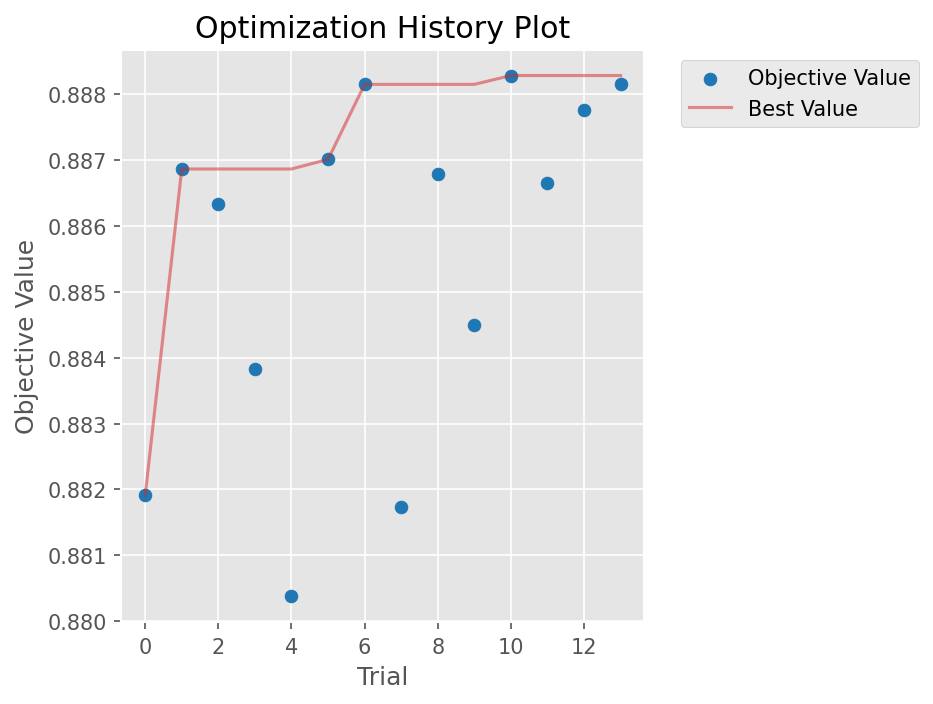 Optimization History Plot
Objective Value
Best Value
0.888
0.887
0.886
0.885
0.884
0.883
0.882
0.881
0.880
Objective Value
0 2 4 6 8 10 12
Trial